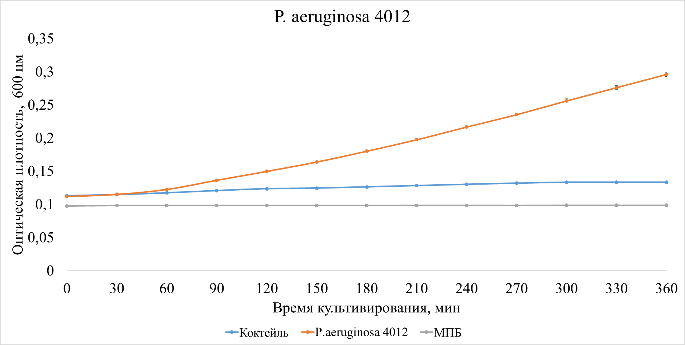 P. aeruginosa 4012
Оптическая плотность, 600 нм
0,35
0,3
0,25
0,2
0,15
0,1
0,05
0
0 30 60 90 120 150 180 210 240 270 300 330 360
Время культивирования, мин
Коктейль P.aeruginosa 4012 МПБ